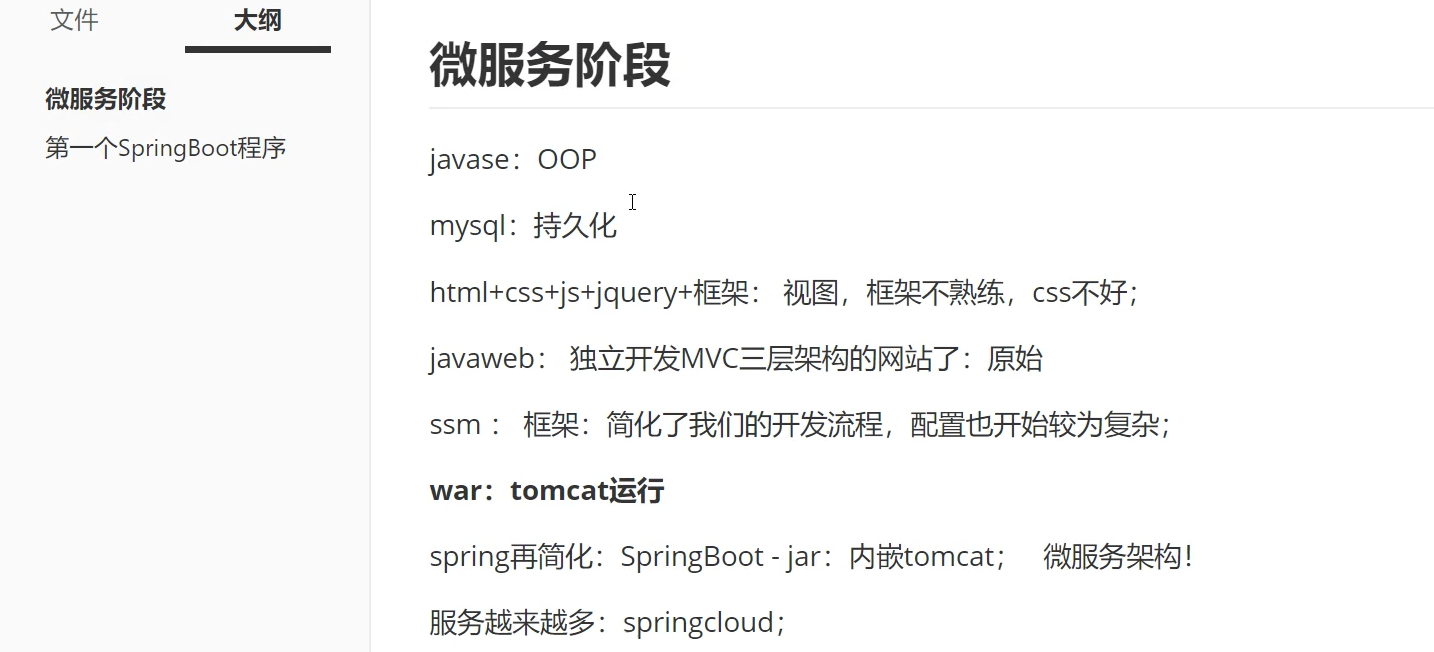 文件 大纲
微服务阶段
第一个SpringBoot程序
微服务阶段
javase：OOP
mysql：持久化
html+css+js+jquery+框架： 视图，框架不熟练，css不好；
javaweb： 独立开发MVC三层架构的网站了：原始
ssm ： 框架：简化了我们的开发流程，配置也开始较为复杂；
war：tomcat运行
spring再简化：SpringBoot - jar：内嵌tomcat； 微服务架构！
服务越来越多：springcloud；